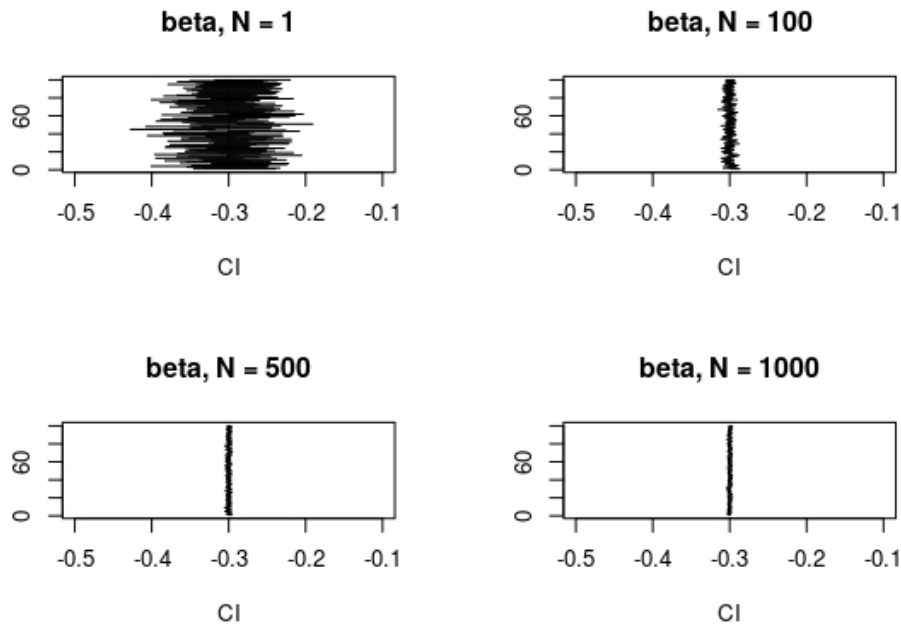 beta, N = 1
60
0
-0.5 -0.4 -0.3 -0.2 -0.1
CI
beta, N = 100
60
0
-0.5 -0.4 -0.3 -0.2 -0.1
CI
beta, N = 500
60
0
-0.5 -0.4 -0.3 -0.2 -0.1
CI
beta, N = 1000
60
0
-0.5 -0.4 -0.3 -0.2 -0.1
CI